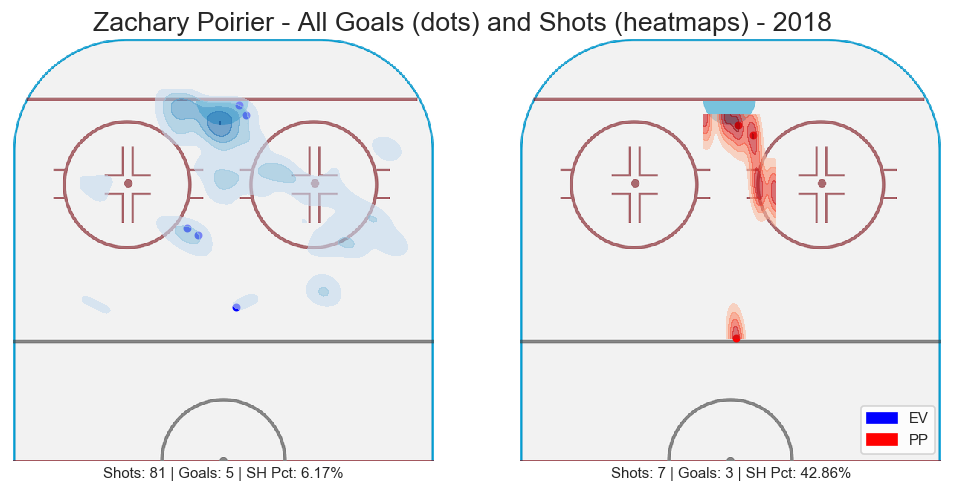 Zachary Poirier - All Goals (dots) and Shots (heatmaps) - 2018
EV
PP
Shots: 81 | Goals: 5 | SH Pct: 6.17%
Shots: 7 | Goals: 3 | SH Pct: 42.86%